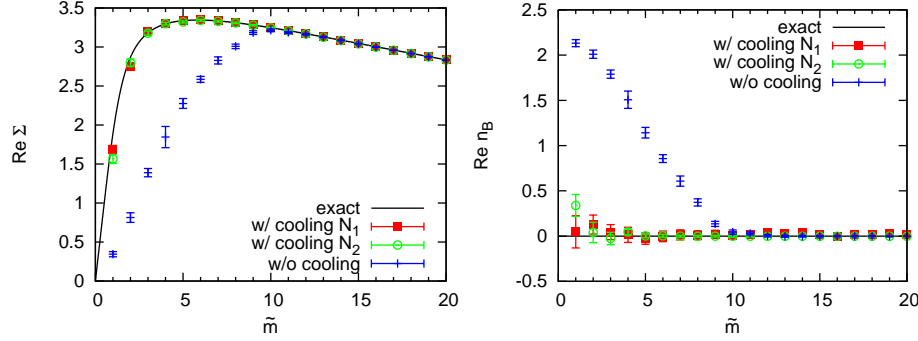 3.5
3
2.5
2
1.5
1
0.5
0
Re Σ
exact
w/ cooling N₁
w/ cooling N₂
w/o cooling
0 5 10 15 20
m̃
2.5
2
1.5
1
0.5
0
-0.5
Re n_B
exact
w/ cooling N₁
w/ cooling N₂
w/o cooling
0 5 10 15 20
m̃